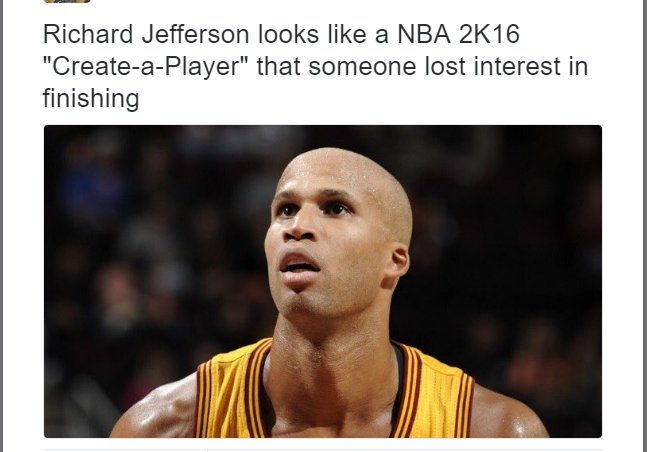 Richard Jefferson looks like a NBA 2K16
"Create-a-Player" that someone lost interest in
finishing